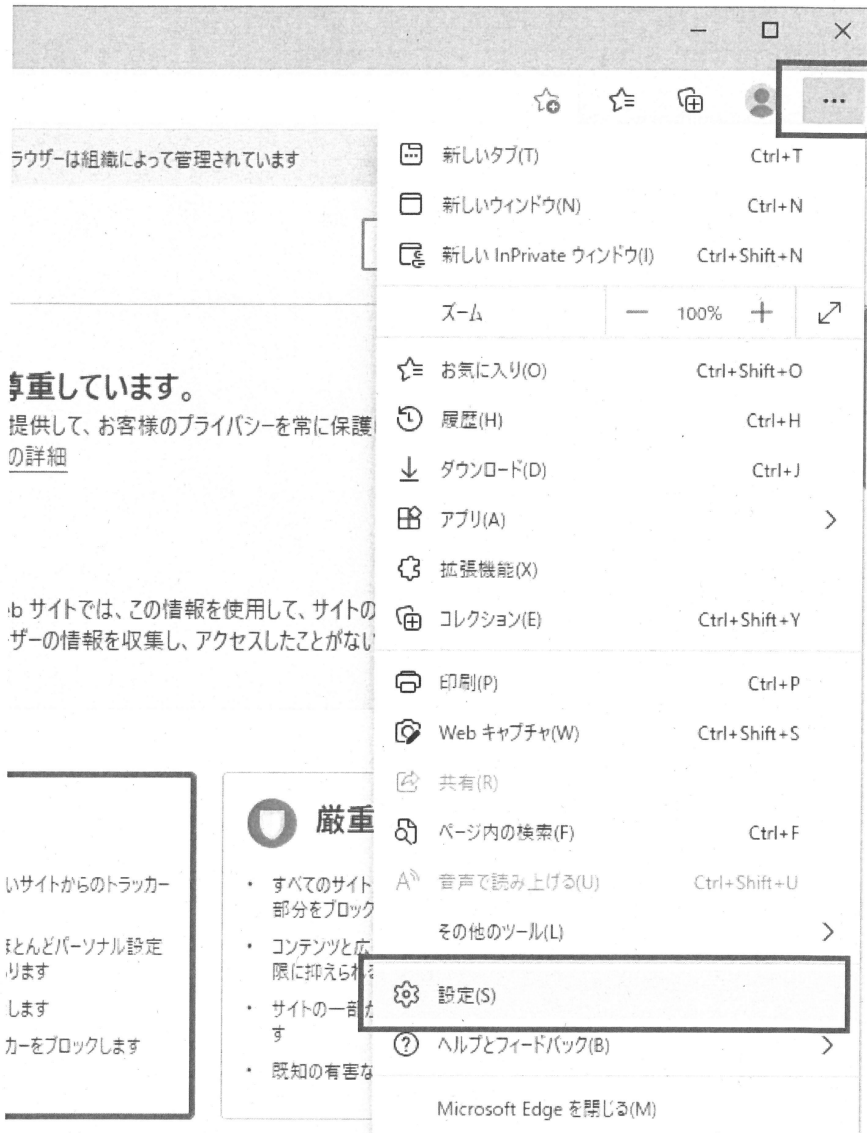 ラウザーは組織によって管理されています
重しています。
提供して、お客様のプライバシーを常に保護
の詳細
eb サイトでは、この情報を使用して、サイトの
ザーの情報を収集し、アクセスしたことがない
いサイトからのトラッカー
ほとんどパーソナル設定
ります
します
カーをブロックします
厳重
・ すべてのサイト
部分をブロック
・ コンテンツと広
限に抑えられる
・ サイトの一部が
す
・ 既知の有害な
新しいタブ(T) Ctrl+T
新しいウィンドウ(N) Ctrl+N
新しい InPrivate ウィンドウ(I) Ctrl+Shift+N
ズーム 100%
お気に入り(O) Ctrl+Shift+O
履歴(H) Ctrl+H
ダウンロード(D) Ctrl+J
アプリ(A)
拡張機能(X)
コレクション(E) Ctrl+Shift+Y
印刷(P) Ctrl+P
Web キャプチャ(W) Ctrl+Shift+S
共有(R)
ページ内の検索(F) Ctrl+F
音声で読み上げる(U) Ctrl+Shift+U
その他のツール(L)
設定(S)
ヘルプとフィードバック(B)
Microsoft Edge を閉じる(M)